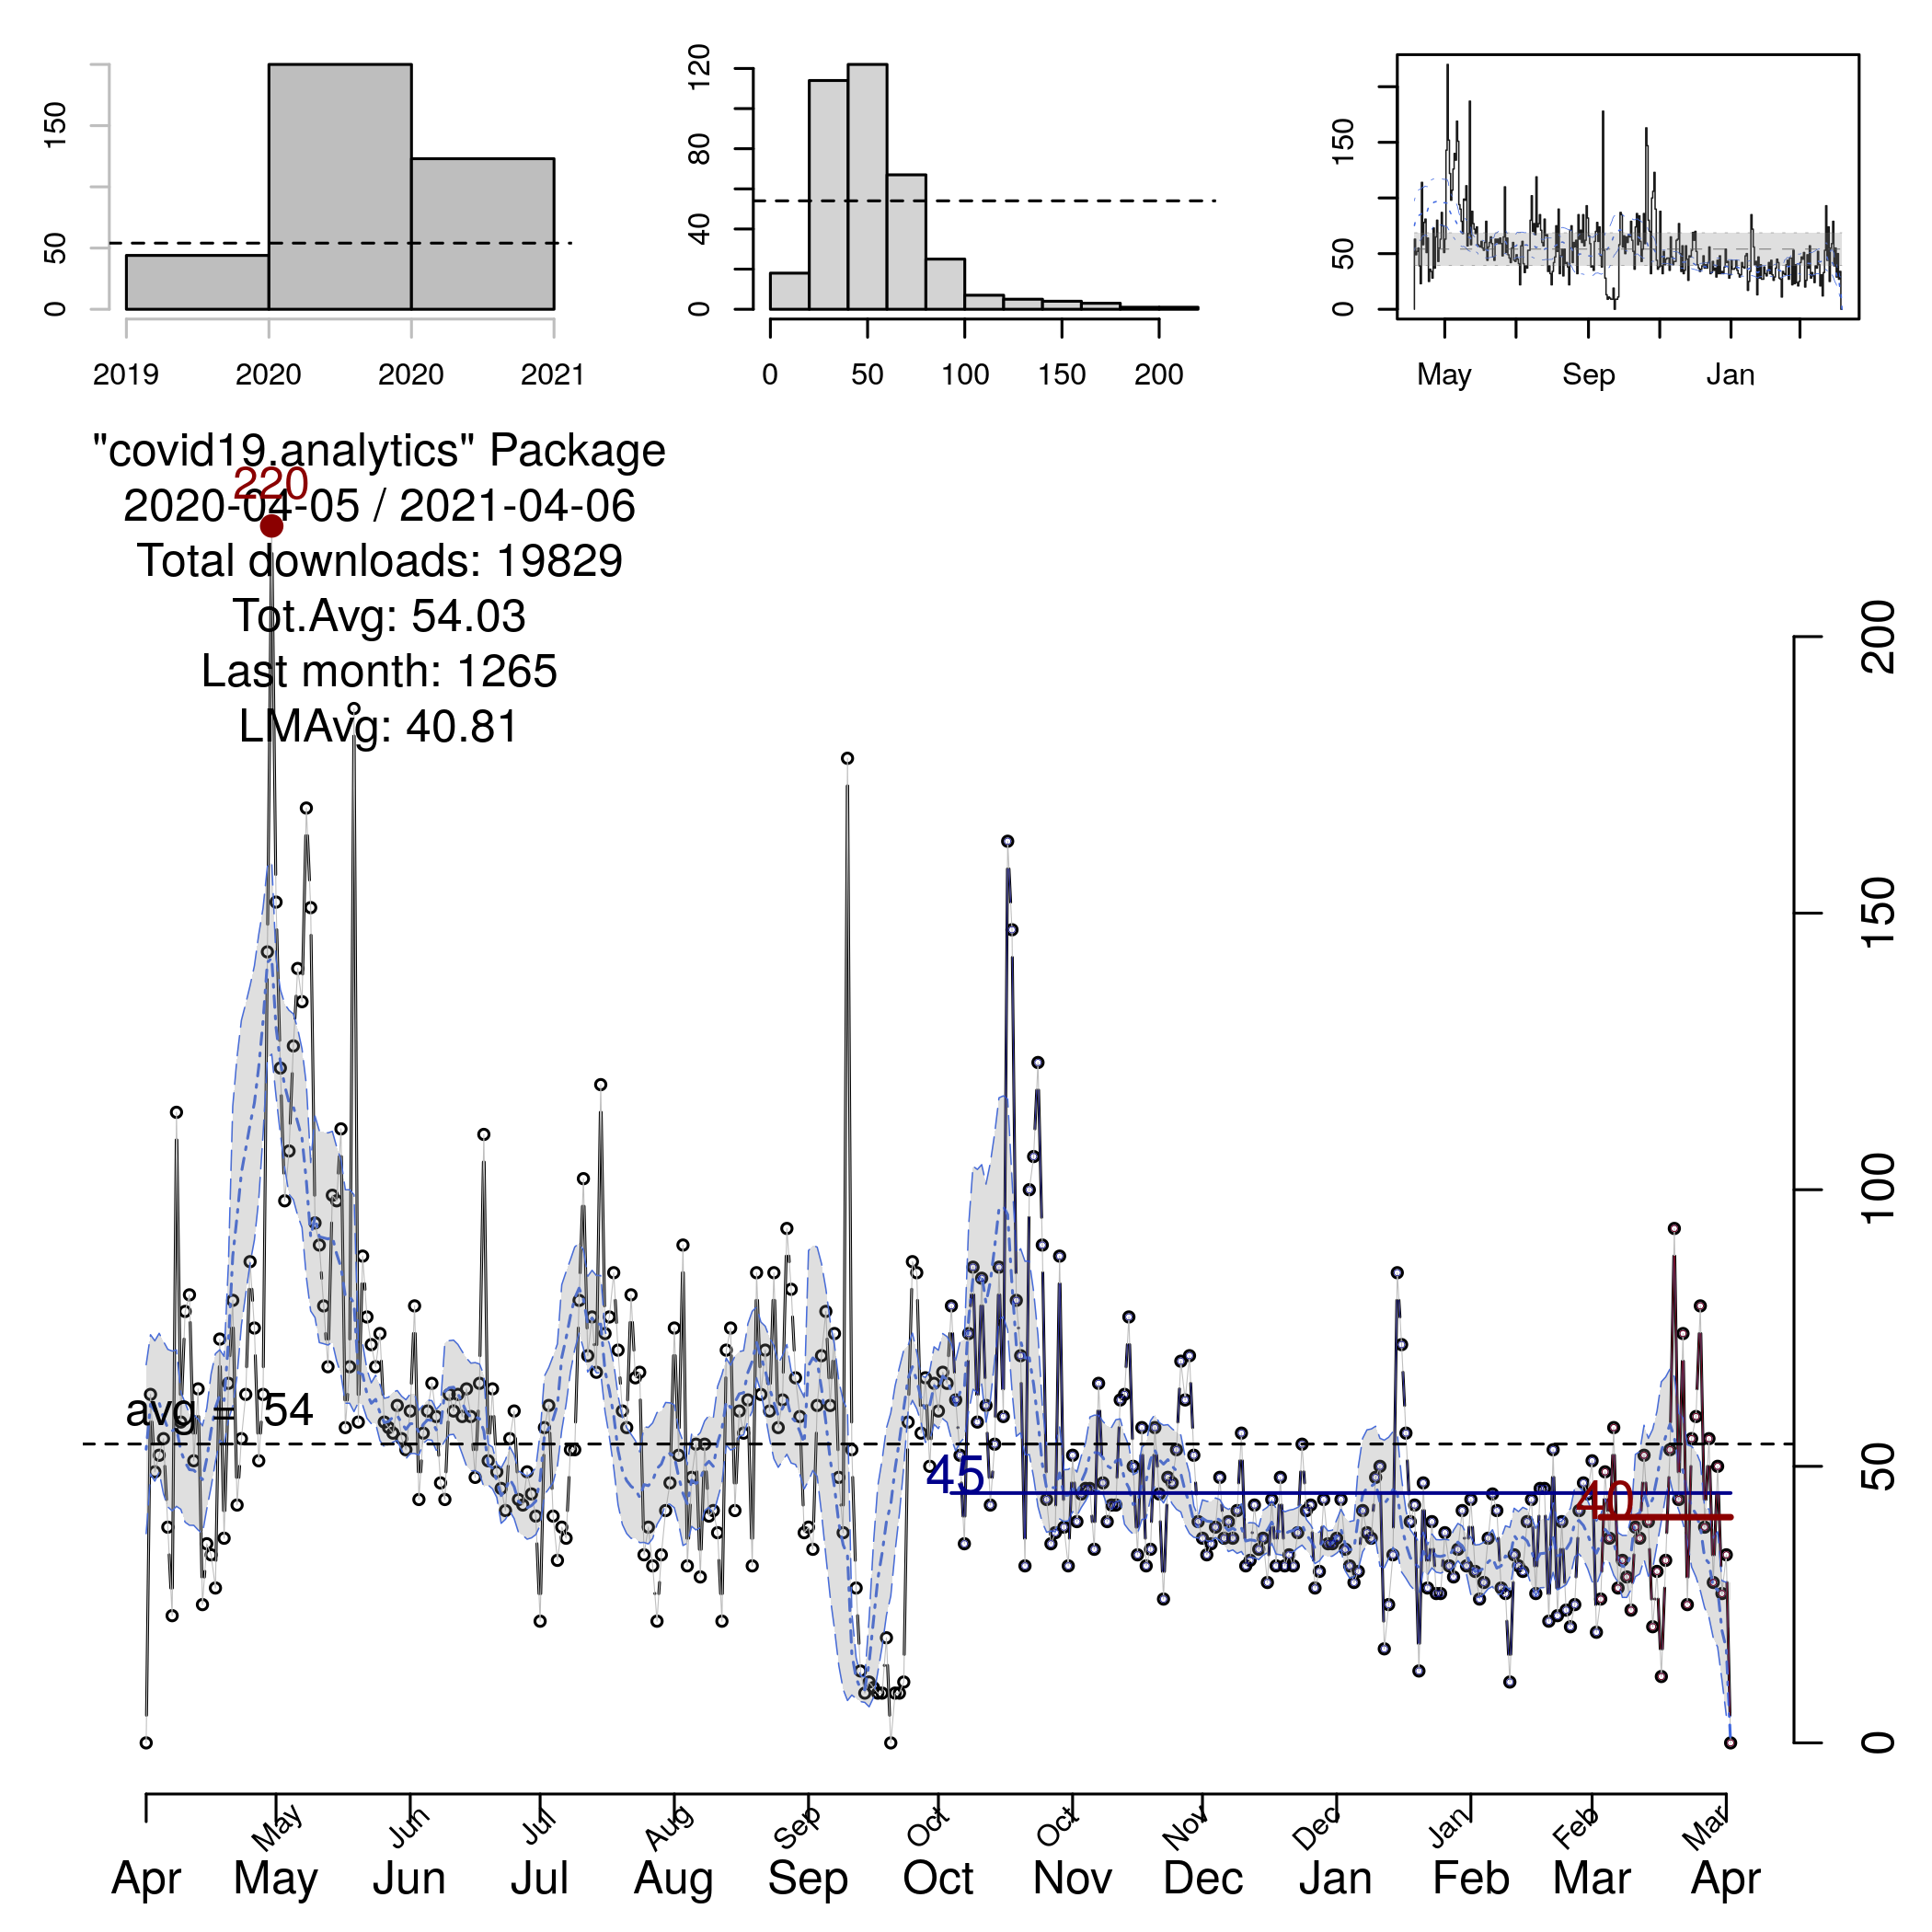 0 50 150
2019 2020 2020 2021
0 40 80 120
0 50 100 150 200
0 50 150
May Sep Jan
"covid19.analytics" Package
220
2020-04-05 / 2021-04-06
Total downloads: 19829
Tot.Avg: 54.03
Last month: 1265
LMAvg: 40.81
avg = 54
45
40
0 50 100 150 200
May Jun Jul Aug Sep Oct Oct Nov Dec Jan Feb Mar
Apr May Jun Jul Aug Sep Oct Nov Dec Jan Feb Mar Apr